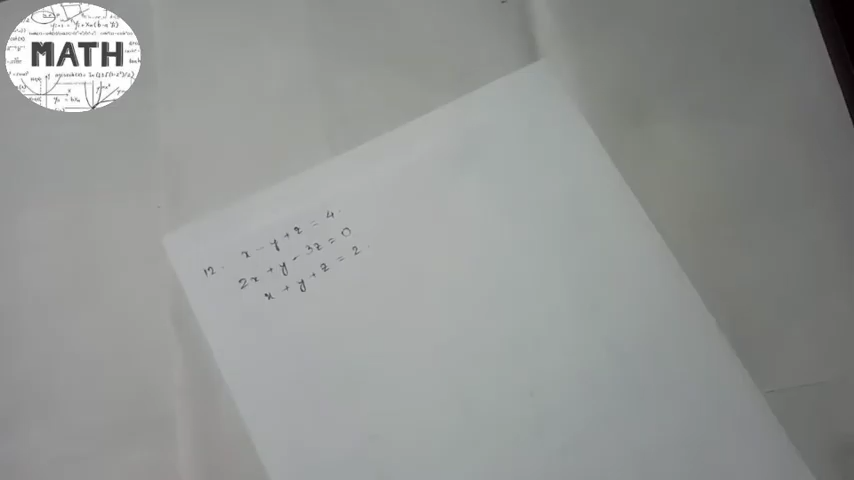 MATH
12. x - y + z = 4.
2x + y - 3z = 0
x + y + z = 2.